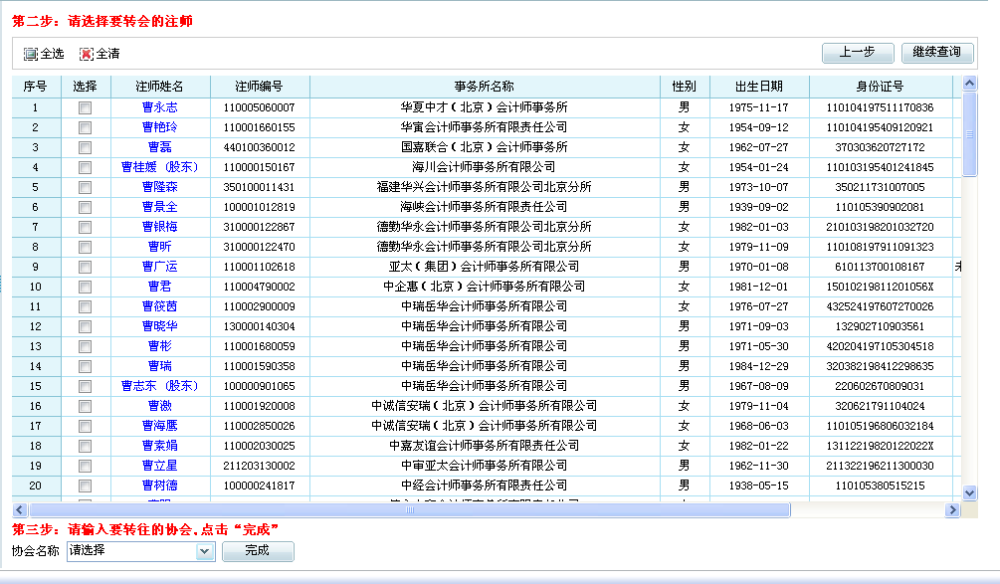 第二步：请选择要转会的注师
全选 全清 上一步 继续查询
序号 选择 注师姓名 注师编号 事务所名称 性别 出生日期 身份证号
1 曹永志 110005060007 华夏中才(北京)会计师事务所 男 1975-11-17 110104197511170836
2 曹艳玲 110001660155 华寅会计师事务所有限责任公司 女 1954-09-12 110104195409120921
3 曹磊 440100360012 国嘉联合(北京)会计师事务所 女 1962-07-27 370303620727172
4 曹桂媛 (股东) 110000150167 海川会计师事务所有限公司 女 1954-01-24 110103195401241845
5 曹隆森 350100011431 福建华兴会计师事务所有限公司北京分所 男 1973-10-07 350211731007005
6 曹景全 100001012819 海峡会计师事务所有限责任公司 男 1939-09-02 110105390902081
7 曹银梅 310000122867 德勤华永会计师事务所有限公司北京分所 女 1982-01-03 210103198201032720
8 曹昕 310000122470 德勤华永会计师事务所有限公司北京分所 女 1979-11-09 110108197911091323
9 曹广运 110001102618 亚太(集团)会计师事务所有限公司 男 1970-01-08 610113700108167
10 曹君 110004790002 中企惠(北京)会计师事务所有限公司 女 1981-12-01 15010219811201056X
11 曹筱茵 110002900009 中瑞岳华会计师事务所有限公司 女 1976-07-27 432524197607270026
12 曹晓华 130000140304 中瑞岳华会计师事务所有限公司 男 1971-09-03 132902710903561
13 曹彬 110001680059 中瑞岳华会计师事务所有限公司 男 1971-05-30 420204197105304518
14 曹瑞 110001590358 中瑞岳华会计师事务所有限公司 男 1984-12-29 320382198412298635
15 曹志东 (股东) 100000901065 中瑞岳华会计师事务所有限公司 男 1967-08-09 220602670809031
16 曹激 110001920008 中诚信安瑞(北京)会计师事务所有限公司 女 1979-11-04 320621791104024
17 曹海鹰 110002850026 中诚信安瑞(北京)会计师事务所有限公司 女 1968-06-03 110105196806032184
18 曹素娟 110002030025 中嘉友谊会计师事务所有限责任公司 女 1982-01-22 13112219820122022X
19 曹立星 211203130002 中审亚太会计师事务所有限公司 男 1962-11-30 211322196211300030
20 曹树德 100000241817 中经会计师事务所有限责任公司 男 1938-05-15 110105380515215
第三步：请输入要转往的协会,点击“完成”
协会名称 请选择 完成